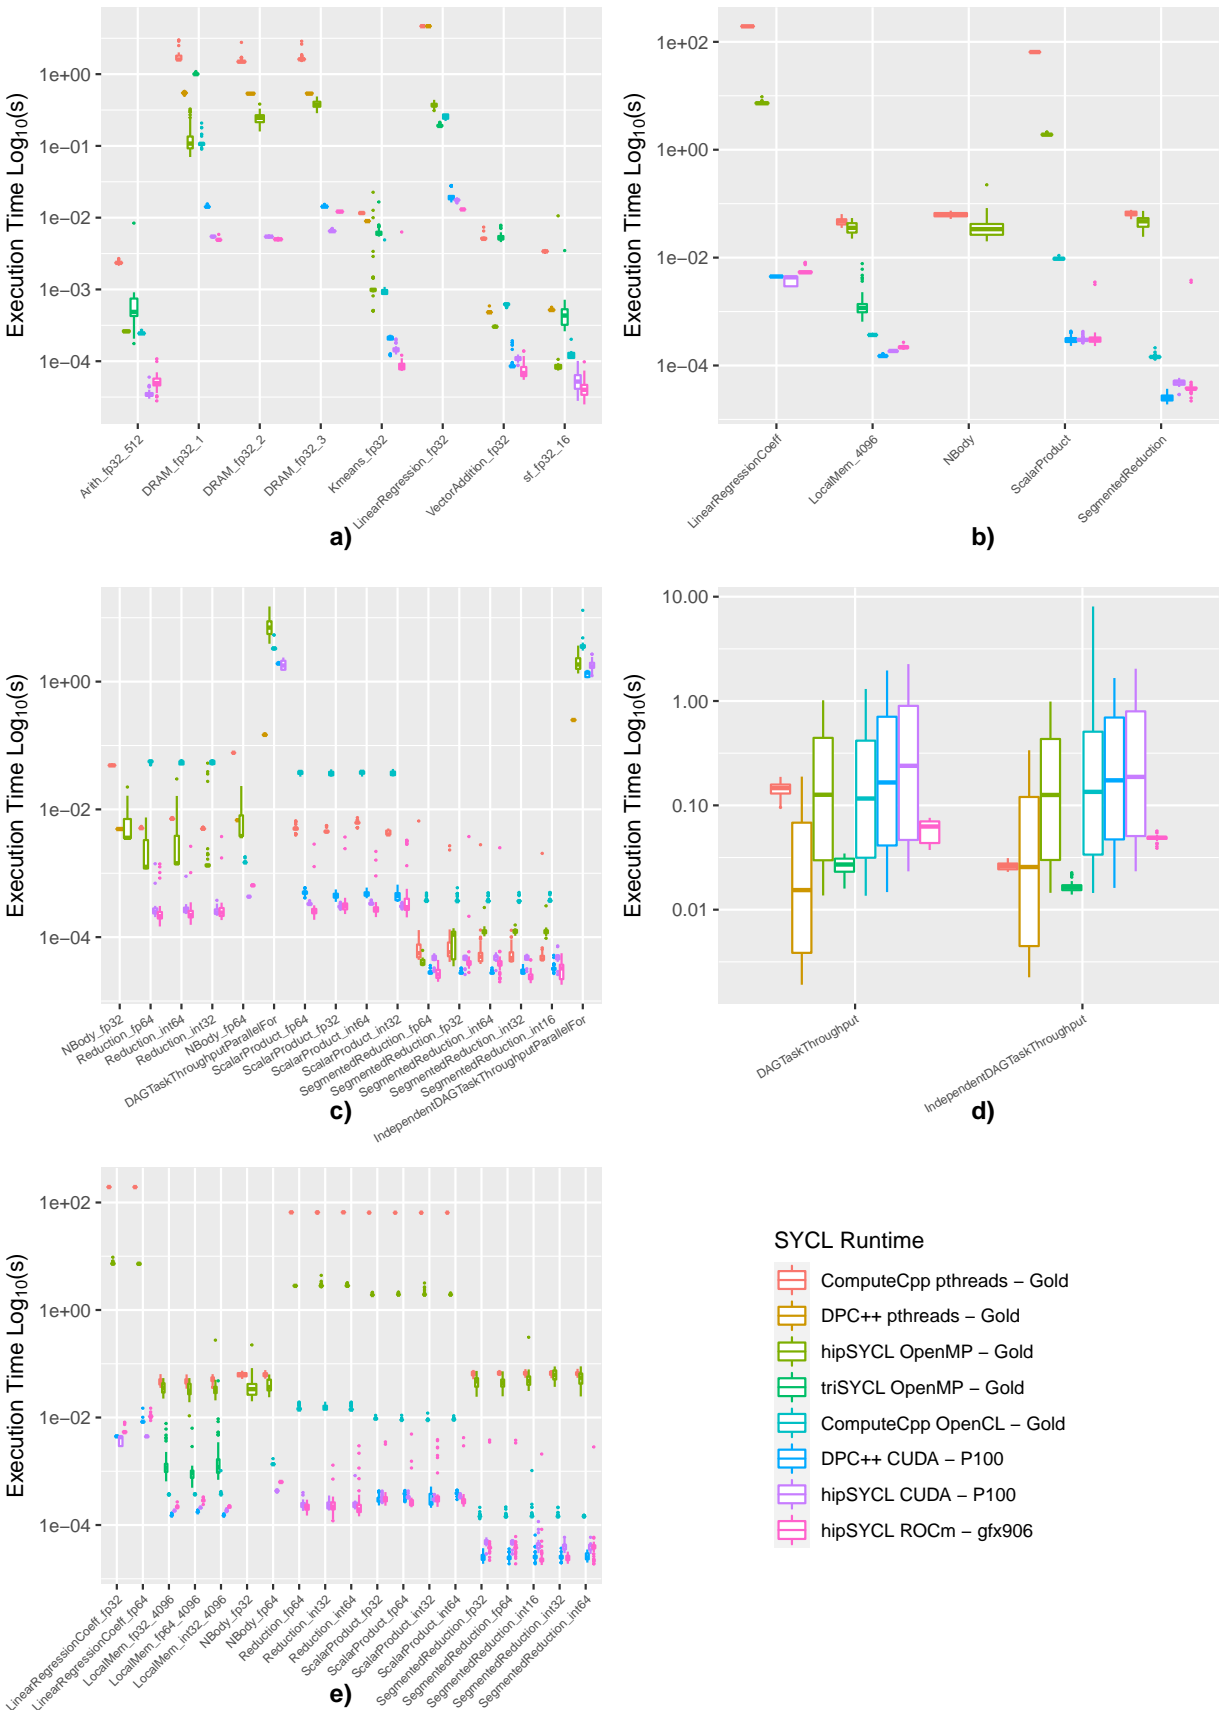 Execution Time Log10(s)
1e+00
1e−01
1e−02
1e−03
1e−04
Arith_fp32_512
DRAM_fp32_1
DRAM_fp32_2
DRAM_fp32_3
Kmeans_fp32
LinearRegression_fp32
VectorAddition_fp32
sf_fp32_16
a)
Execution Time Log10(s)
1e+02
1e+00
1e−02
1e−04
LinearRegressionCoeff
LocalMem_4096
NBody
ScalarProduct
SegmentedReduction
b)
Execution Time Log10(s)
1e+00
1e−02
1e−04
NBody_fp32
Reduction_fp64
Reduction_int64
Reduction_int32
NBody_fp64
DAGTaskThroughputParallelFor
ScalarProduct_fp64
ScalarProduct_fp32
ScalarProduct_int64
ScalarProduct_int32
SegmentedReduction_fp64
SegmentedReduction_fp32
SegmentedReduction_int64
SegmentedReduction_int32
SegmentedReduction_int16
IndependentDAGTaskThroughputParallelFor
c)
Execution Time Log10(s)
10.00
1.00
0.10
0.01
DAGTaskThroughput
IndependentDAGTaskThroughput
d)
Execution Time Log10(s)
1e+02
1e+00
1e−02
1e−04
LinearRegressionCoeff_fp32
LinearRegressionCoeff_fp64
LocalMem_fp32_4096
LocalMem_fp64_4096
LocalMem_int32_4096
NBody_fp32
NBody_fp64
Reduction_fp64
Reduction_int32
Reduction_int64
ScalarProduct_fp32
ScalarProduct_fp64
ScalarProduct_int32
ScalarProduct_int64
SegmentedReduction_fp32
SegmentedReduction_fp64
SegmentedReduction_int16
SegmentedReduction_int32
SegmentedReduction_int64
e)
SYCL Runtime
ComputeCpp pthreads − Gold
DPC++ pthreads − Gold
hipSYCL OpenMP − Gold
triSYCL OpenMP − Gold
ComputeCpp OpenCL − Gold
DPC++ CUDA − P100
hipSYCL CUDA − P100
hipSYCL ROCm − gfx906